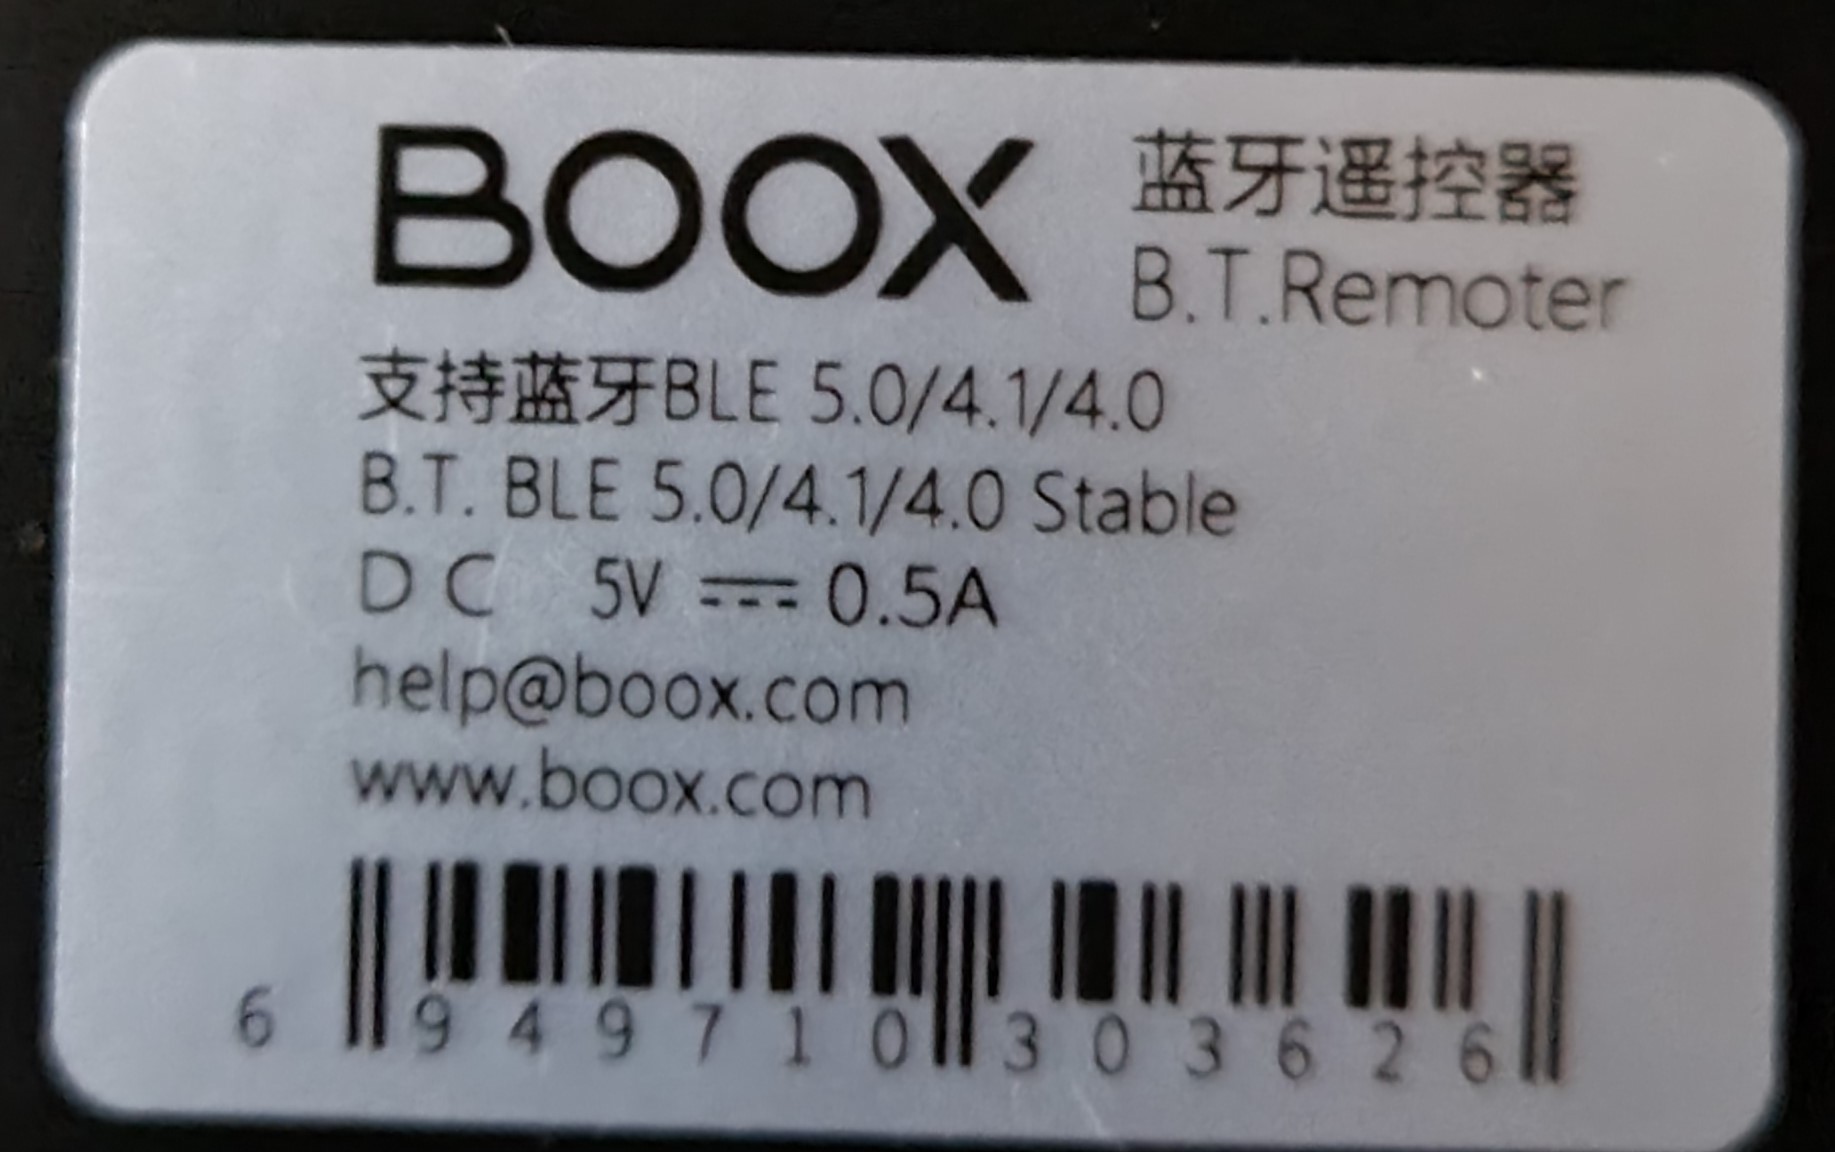 BOOX 蓝牙遥控器
B.T.Remoter
支持蓝牙BLE 5.0/4.1/4.0
B.T. BLE 5.0/4.1/4.0 Stable
DC 5V ⎓ 0.5A
help@boox.com
www.boox.com
6 949710 303626